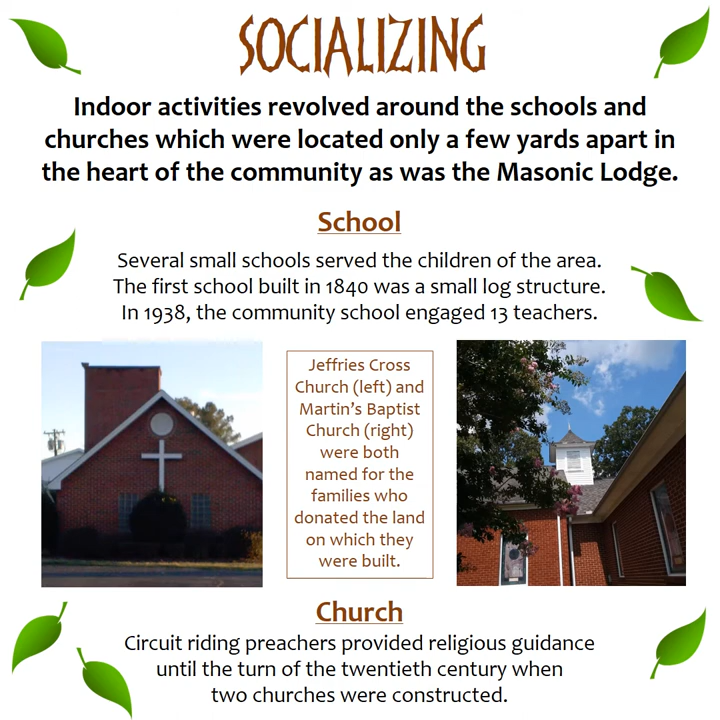 SOCIALIZING
Indoor activities revolved around the schools and
churches which were located only a few yards apart in
the heart of the community as was the Masonic Lodge.
School
Several small schools served the children of the area.
The first school built in 1840 was a small log structure.
In 1938, the community school engaged 13 teachers.
Jeffries Cross
Church (left) and
Martin's Baptist
Church (right)
were both
named for the
families who
donated the land
on which they
were built.
Church
Circuit riding preachers provided religious guidance
until the turn of the twentieth century when
two churches were constructed.